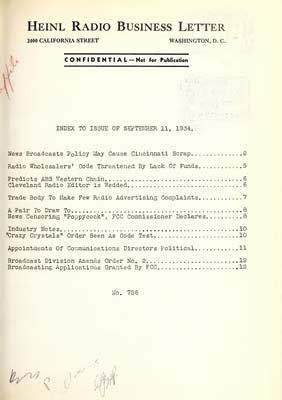 HEINL RADIO BUSINESS LETTER
2400 CALIFORNIA STREET WASHINGTON, D. C.
CONFIDENTIAL—Not for Publication
INDEX TO ISSUE OF SEPTEMBER 11, 1934.
News Broadcasts Policy May Cause Cincinnati Scrap.............2
Radio Wholesalers' Code Threatened By Lack Of Funds...........5
Predicts ABS Western Chain....................................6
Cleveland Radio Editor is Wedded..............................6
Trade Body To Make Few Radio Advertising Complaints...........7
A Pair To Draw To.............................................8
News Censoring "Poppycock", FCC Commissioner Declares.........8
Industry Notes...............................................10
"Crazy Crystals" Order Seen As Code Test.....................10
Appointments Of Communications Directors Political...........11
Broadcast Division Amends Order No. 2........................12
Broadcasting Applications Granted By FCC.....................12
No. 756